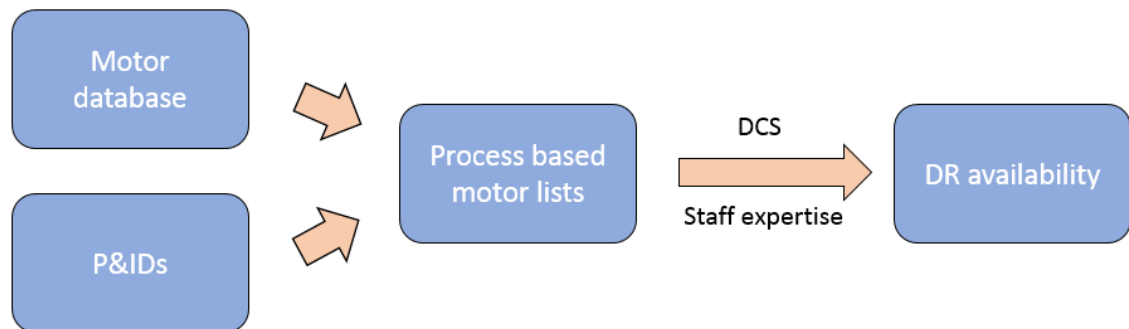 Motor
database
P&IDs
Process based
motor lists
DCS
Staff expertise
DR availability